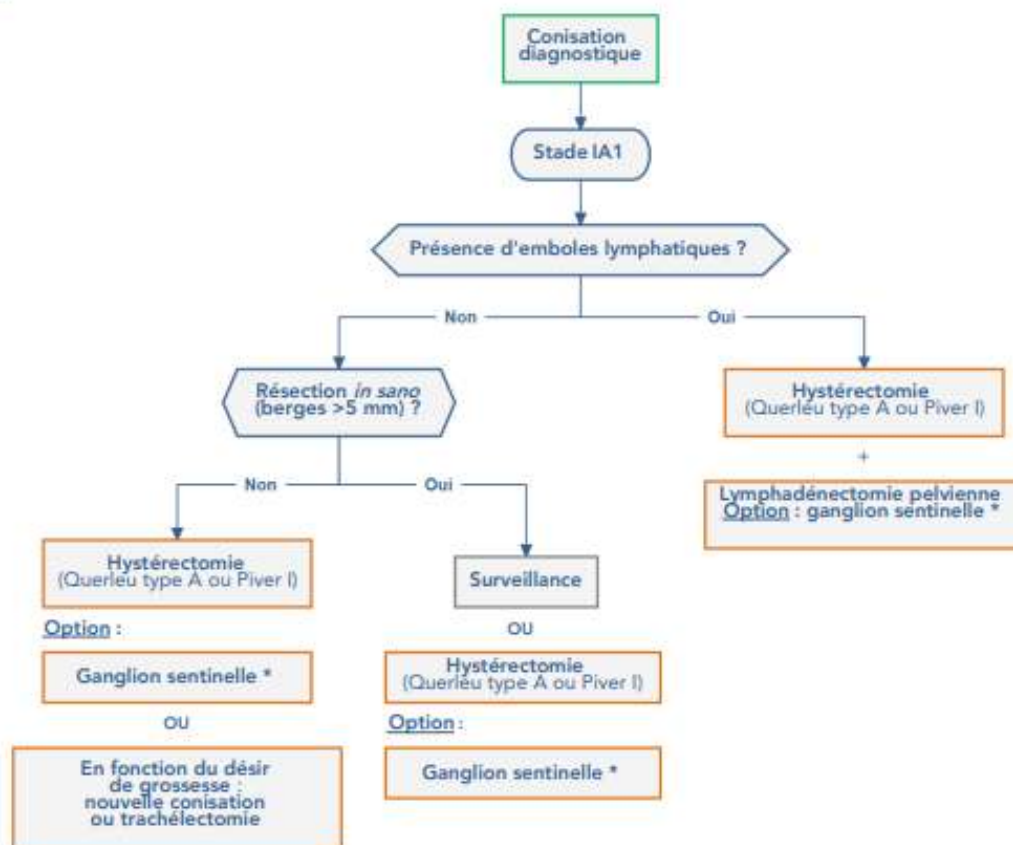 Conisation
diagnostique
Stade IA1
Présence d'emboles lymphatiques ?
Non
Oui
Résection in sano
(berges >5 mm) ?
Hystérectomie
(Querleu type A ou Piver I)
+
Lymphadénectomie pelvienne
Option : ganglion sentinelle *
Non
Oui
Hystérectomie
(Querleu type A ou Piver I)
Option :
Ganglion sentinelle *
OU
En fonction du désir
de grossesse :
nouvelle conisation
ou trachélectomie
Surveillance
OU
Hystérectomie
(Querleu type A ou Piver I)
Option :
Ganglion sentinelle *